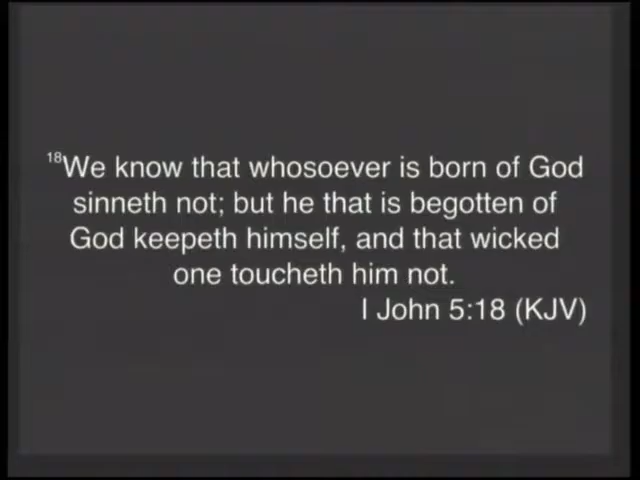 18We know that whosoever is born of God
sinneth not; but he that is begotten of
God keepeth himself, and that wicked
one toucheth him not.
I John 5:18 (KJV)